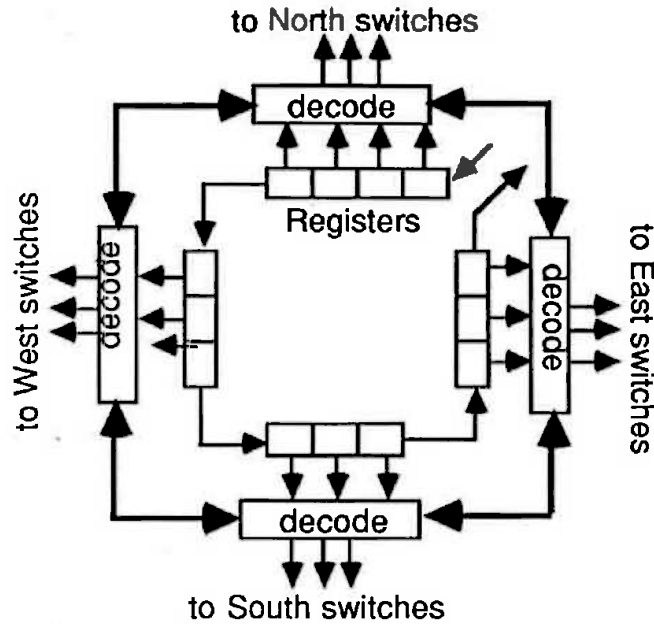 to North switches
decode
Registers
to West switches
decode
decode
to East switches
decode
to South switches